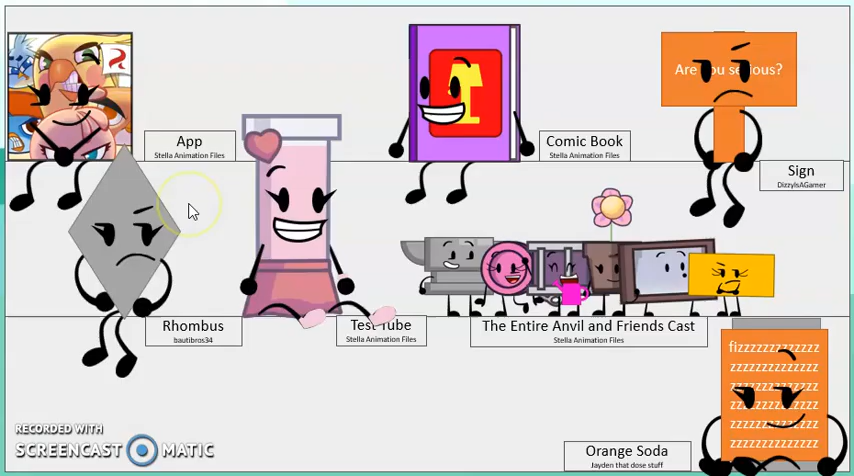 App
Stella Animation Files
Comic Book
Stella Animation Files
Are you serious?
Sign
DizzyIsAGamer
Rhombus
bautibros34
Test Tube
Stella Animation Files
The Entire Anvil and Friends Cast
Stella Animation Files
fizzzzzzzzzzzzz
zzzzzzzzzzzzzz
zzzzzzzzzzzzzz
zzzzzzzzzzzzzz
zzzzzzzzzzzzzz
zzzzzzzzzzzzzz
Orange Soda
Jayden that dose stuff
RECORDED WITH
SCREENCAST MATIC